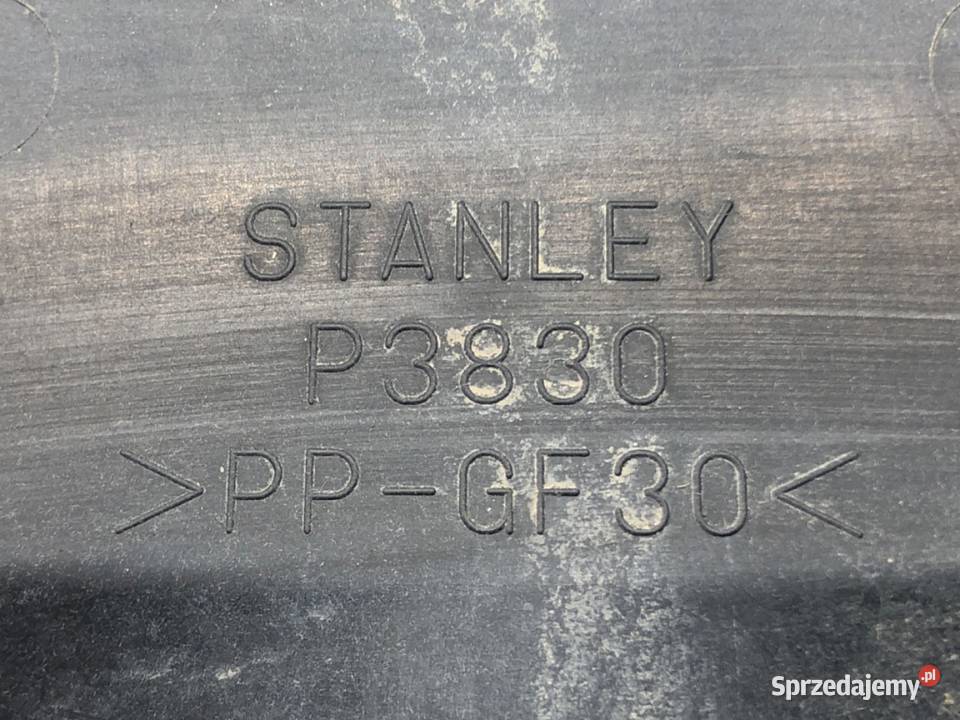 STANLEY
P3830
>PP-GF30<
Sprzedajemy.pl